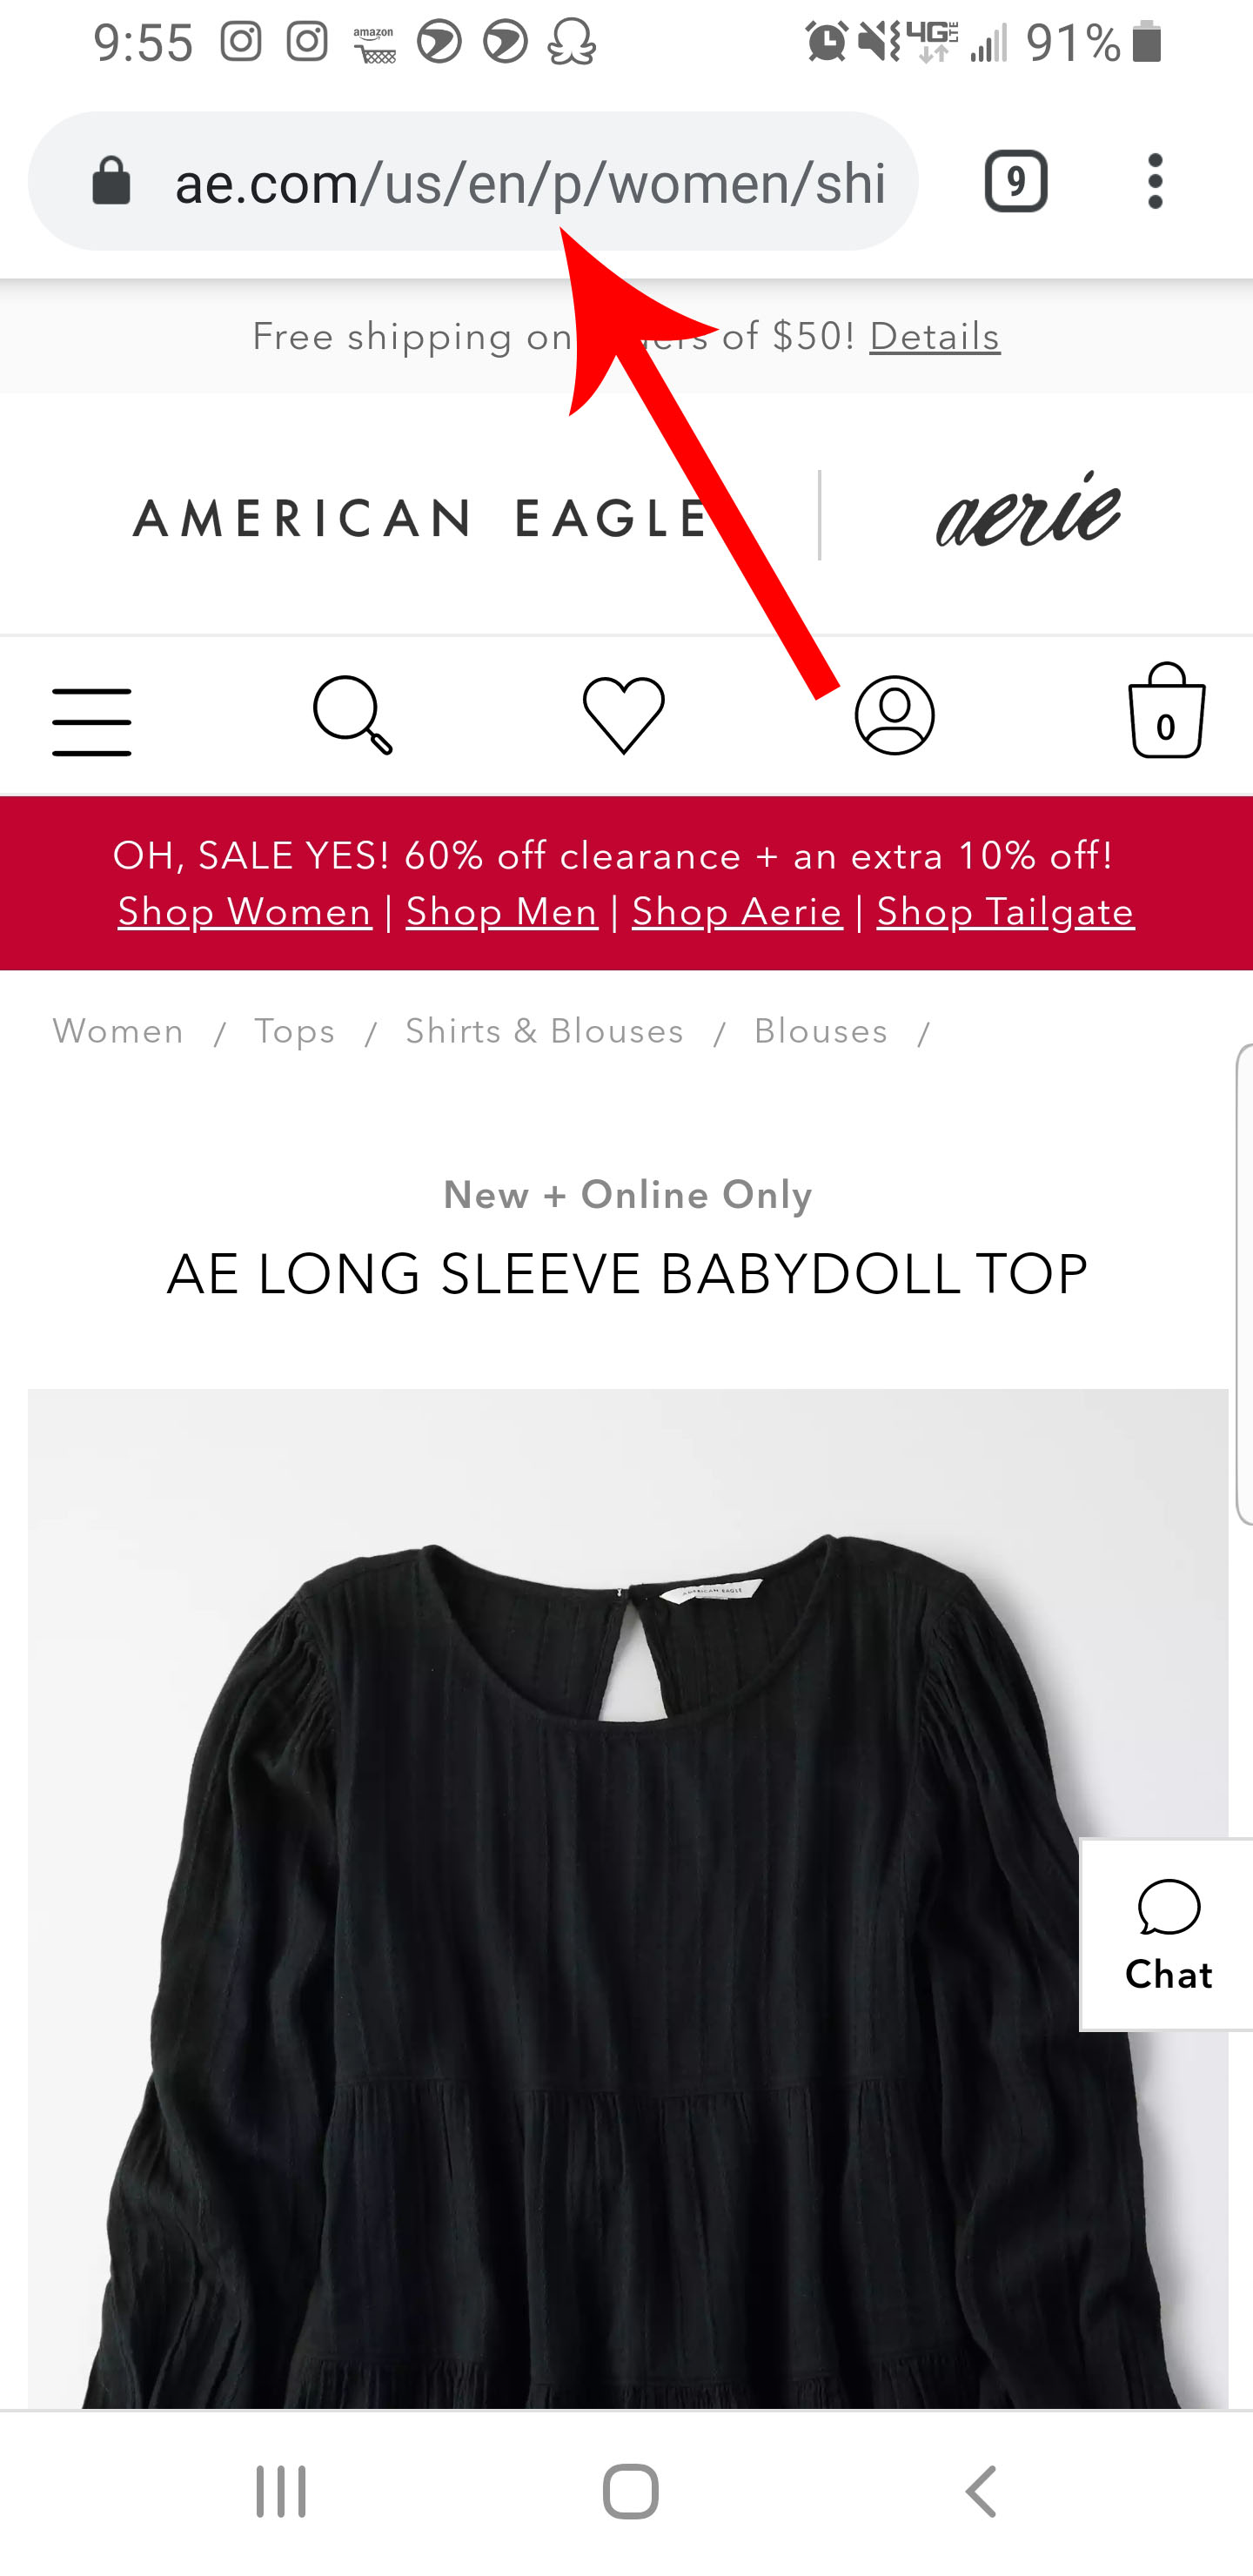 9:55 amazon 4G LTE 91%
ae.com/us/en/p/women/shi 9
Free shipping on of $50! Details
AMERICAN EAGLE aerie
0
OH, SALE YES! 60% off clearance + an extra 10% off!
Shop Women | Shop Men | Shop Aerie | Shop Tailgate
Women / Tops / Shirts & Blouses / Blouses /
New + Online Only
AE LONG SLEEVE BABYDOLL TOP
AMERICAN EAGLE
Chat